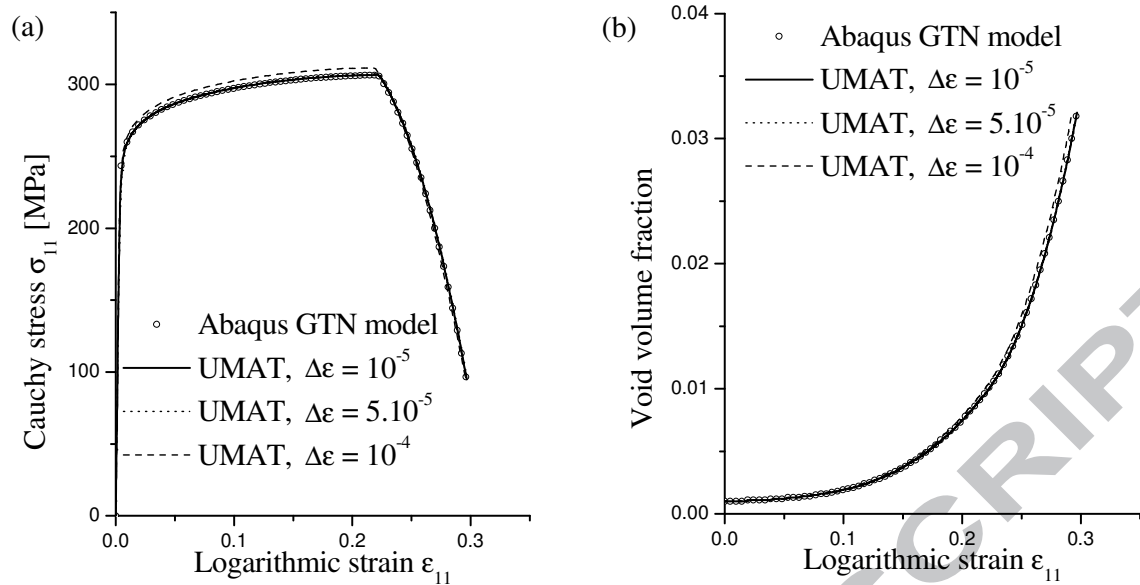 (a)
Cauchy stress σ₁₁ [MPa]
300
200
100
0
Abaqus GTN model
UMAT, Δε = 10⁻⁵
UMAT, Δε = 5.10⁻⁵
UMAT, Δε = 10⁻⁴
0.0 0.1 0.2 0.3
Logarithmic strain ε₁₁
(b)
Void volume fraction
0.04
0.03
0.02
0.01
0.00
Abaqus GTN model
UMAT, Δε = 10⁻⁵
UMAT, Δε = 5.10⁻⁵
UMAT, Δε = 10⁻⁴
0.0 0.1 0.2 0.3
Logarithmic strain ε₁₁
SCRIPT